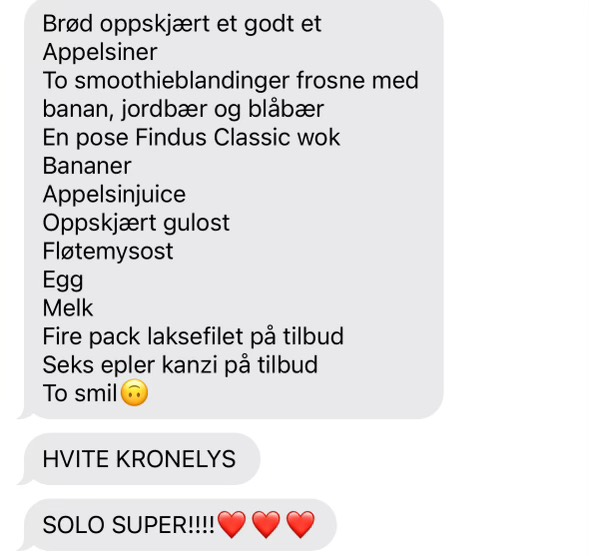 Brød oppskjært et godt et
Appelsiner
To smoothieblandinger frosne med
banan, jordbær og blåbær
En pose Findus Classic wok
Bananer
Appelsinjuice
Oppskjært gulost
Fløtemysost
Egg
Melk
Fire pack laksefilet på tilbud
Seks epler kanzi på tilbud
To smil🙃
HVITE KRONELYS
SOLO SUPER!!!!❤️❤️❤️